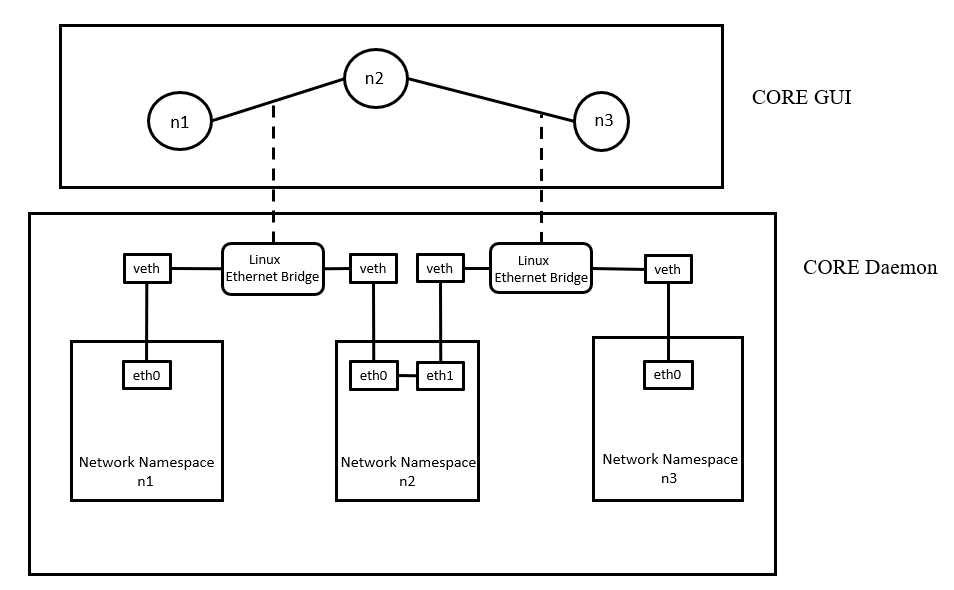 n2
n1
n3
CORE GUI
CORE Daemon
Linux
Ethernet Bridge
Linux
Ethernet Bridge
veth
veth
veth
veth
eth0
eth0
eth1
eth0
Network Namespace
n1
Network Namespace
n2
Network Namespace
n3